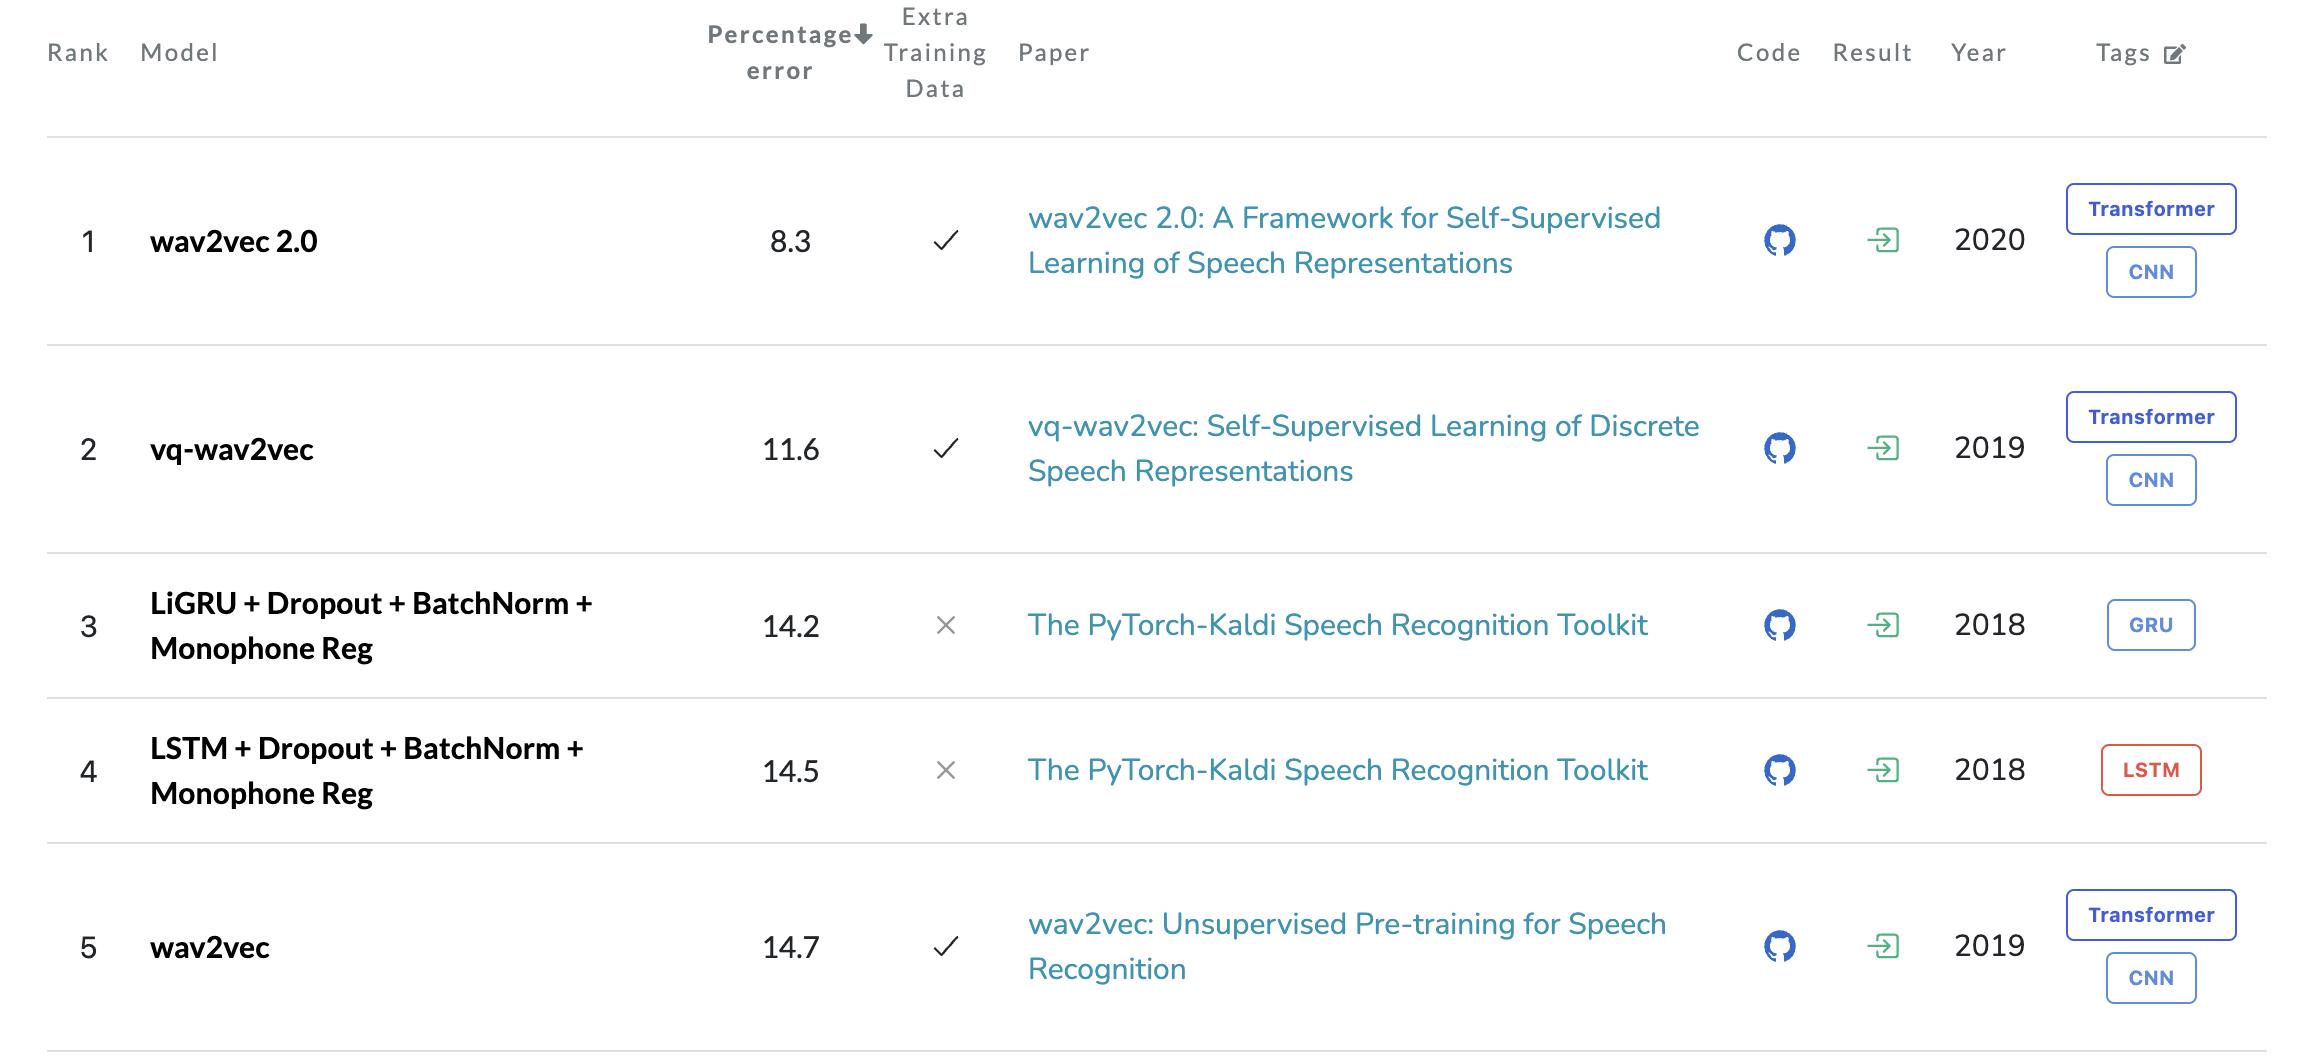 Rank Model Percentage error Extra Training Data Paper Code Result Year Tags
1 wav2vec 2.0 8.3 wav2vec 2.0: A Framework for Self-Supervised 2020 Transformer
Learning of Speech Representations CNN
2 vq-wav2vec 11.6 vq-wav2vec: Self-Supervised Learning of Discrete 2019 Transformer
Speech Representations CNN
3 LiGRU + Dropout + BatchNorm + 14.2 The PyTorch-Kaldi Speech Recognition Toolkit 2018 GRU
Monophone Reg
4 LSTM + Dropout + BatchNorm + 14.5 The PyTorch-Kaldi Speech Recognition Toolkit 2018 LSTM
Monophone Reg
5 wav2vec 14.7 wav2vec: Unsupervised Pre-training for Speech 2019 Transformer
Recognition CNN